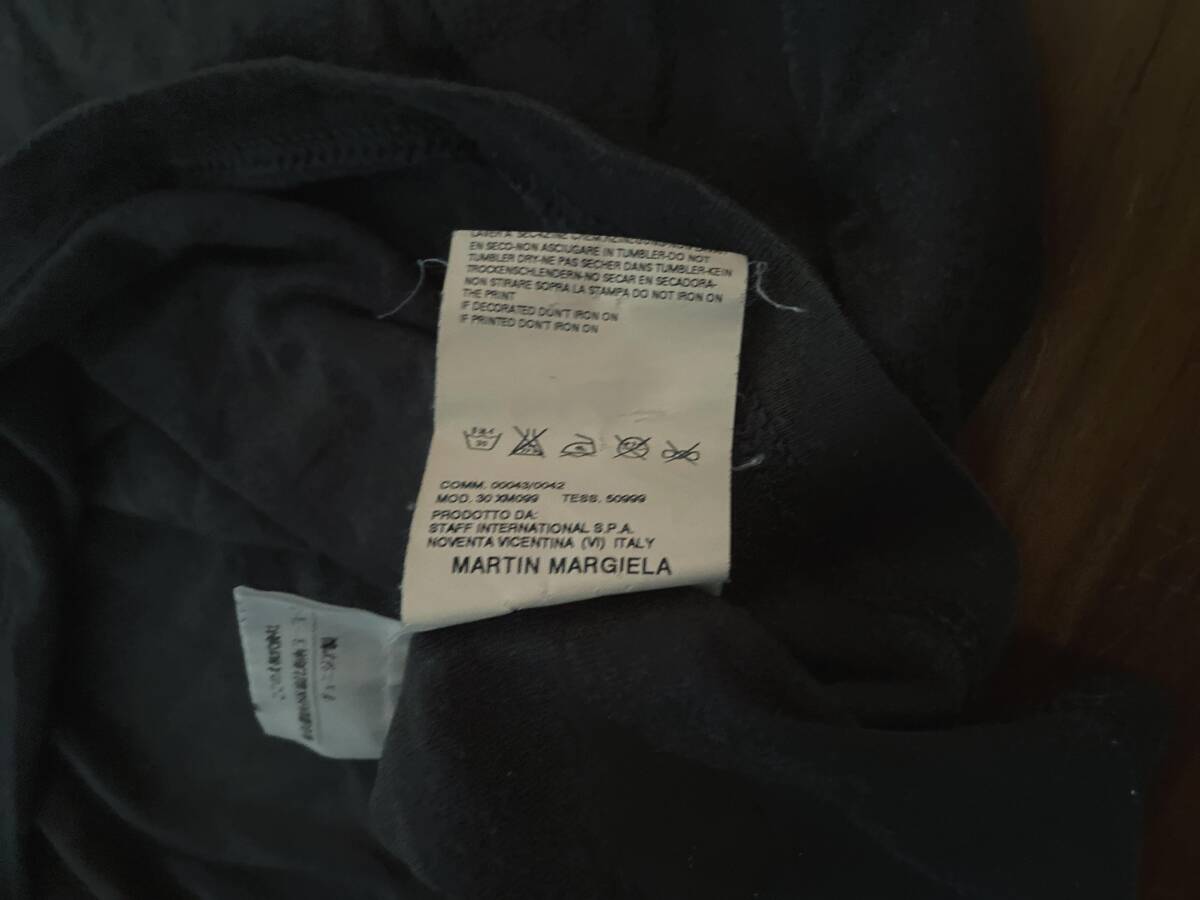 EN SECO-NON ASCIUGARE IN TUMBLER-DO NOT
TUMBLER DRY-NE PAS SECHER DANS TUMBLER-KEIN
TROCKENSCHLENDERN-NO SECAR EN SECADORA-
NON STIRARE SOPRA LA STAMPA DO NOT IRON ON
THE PRINT
IF DECORATED DON'T IRON ON
IF PRINTED DON'T IRON ON
30
COMM. 00043/0042
MOD. 30 XM099 TESS. 50999
PRODOTTO DA:
STAFF INTERNATIONAL S.P.A.
NOVENTA VICENTINA (VI) ITALY
MARTIN MARGIELA